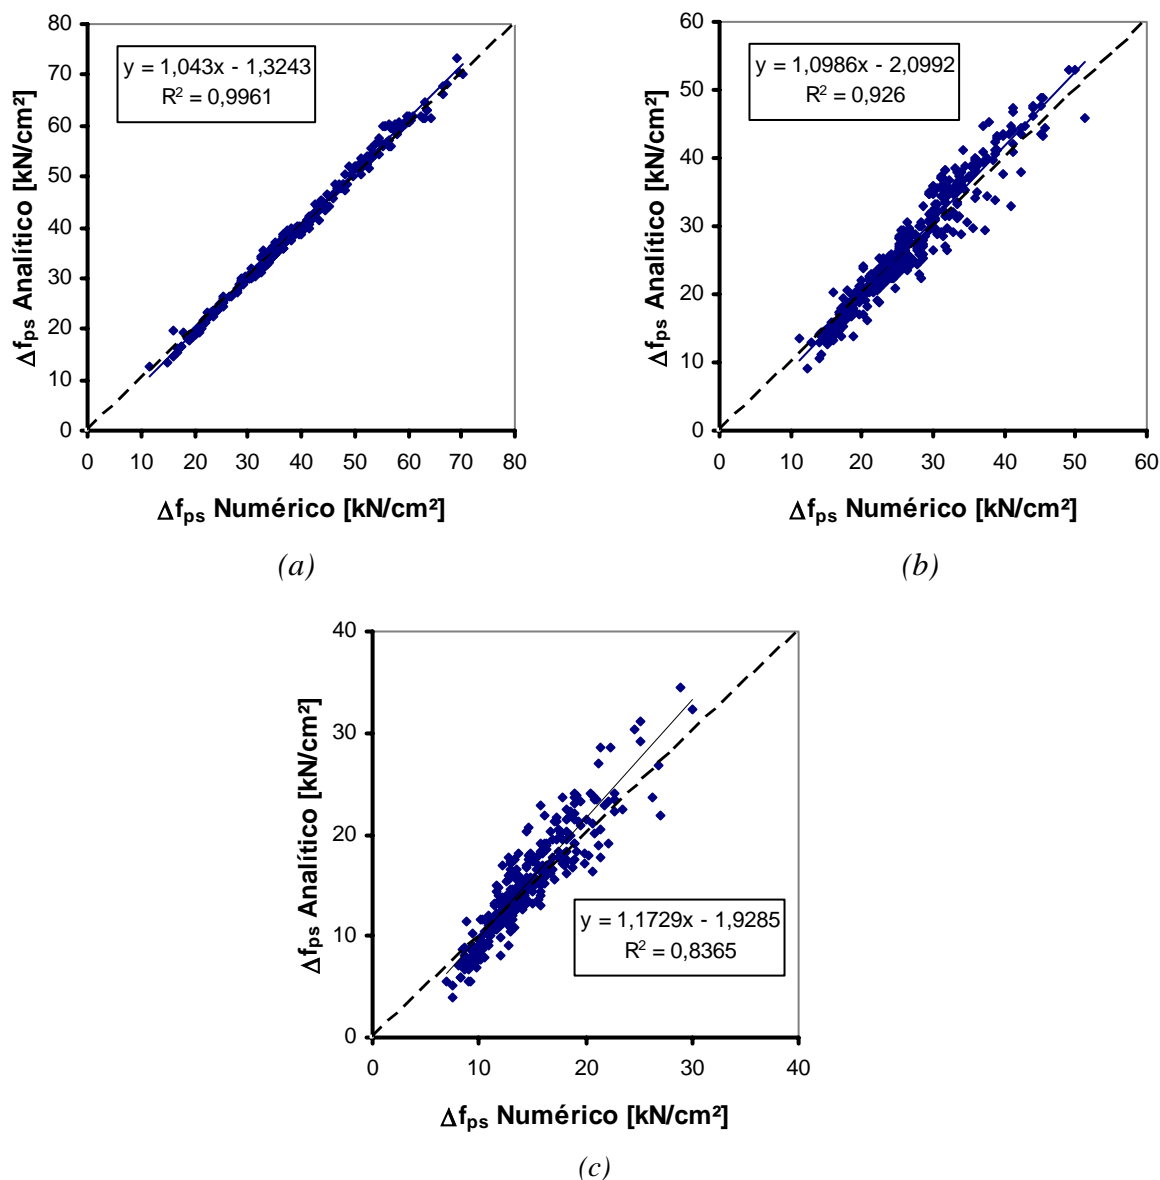 80
70
60
50
40
30
20
10
0
y = 1,043x - 1,3243
R² = 0,9961
0 10 20 30 40 50 60 70 80
Δfps Analítico [kN/cm²]
Δfps Numérico [kN/cm²]
(a)
60
50
40
30
20
10
0
y = 1,0986x - 2,0992
R² = 0,926
0 10 20 30 40 50 60
Δfps Analítico [kN/cm²]
Δfps Numérico [kN/cm²]
(b)
40
30
20
10
0
y = 1,1729x - 1,9285
R² = 0,8365
0 10 20 30 40
Δfps Analítico [kN/cm²]
Δfps Numérico [kN/cm²]
(c)